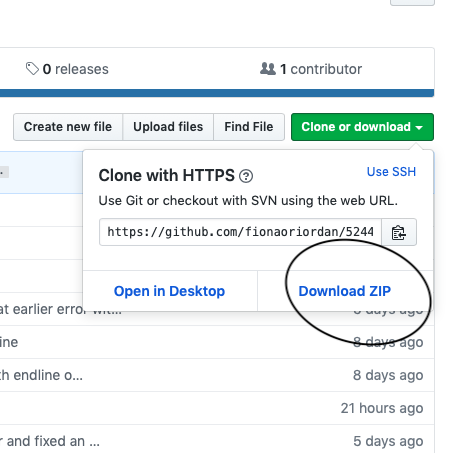 0 releases
1 contributor
Create new file
Upload files
Find File
Clone or download
Clone with HTTPS
Use SSH
Use Git or checkout with SVN using the web URL.
https://github.com/fionaoriordan/5244
Open in Desktop
Download ZIP
at earlier error wit...
days ago
ine
8 days ago
th endline o...
8 days ago
21 hours ago
r and fixed an ...
5 days ago